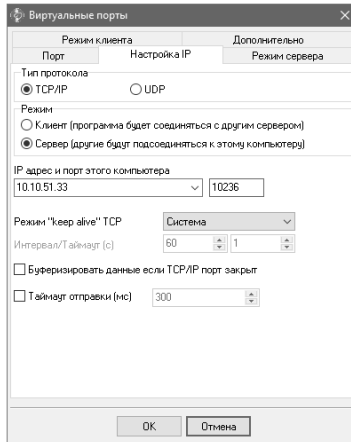 Виртуальные порты
Режим клиента Дополнительно
Порт Настройка IP Режим сервера
Тип протокола
TCP/IP UDP
Режим
Клиент (программа будет соединяться с другим сервером)
Сервер (другие будут подсоединяться к этому компьютеру)
IP адрес и порт этого компьютера
10.10.51.33 10236
Режим "keep alive" TCP Система
Интервал/Таймаут (с) 60 1
Буферизировать данные если TCP/IP порт закрыт
Таймаут отправки (мс) 300
OK Отмена